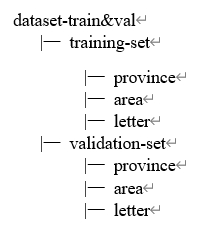 dataset-train&val↵
|— training-set
|— province↵
|— area↵
|— letter↵
|— validation-set↵
|— province↵
|— area↵
|— letter↵